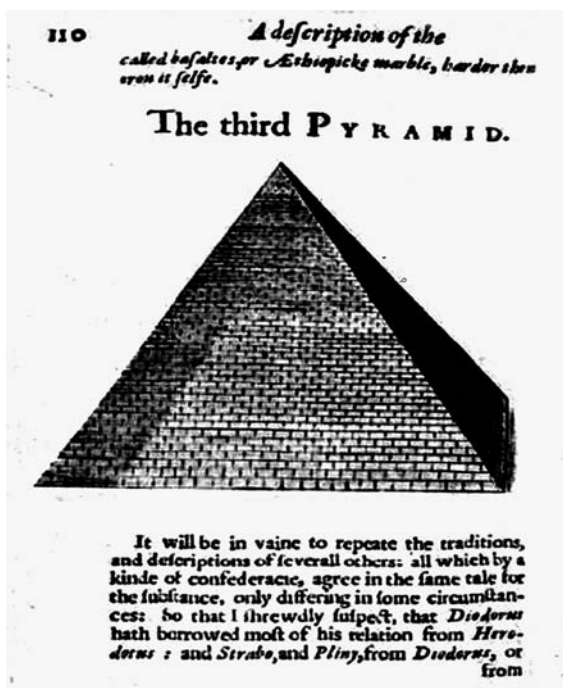 110 A deſcription of the
called baſaltes, or Æthiopicke marble, harder then
iron it ſelfe.
The third PYRAMID.
It will be in vaine to repeate the traditions,
and deſcriptions of ſeverall others: all which by a
kinde of confederacie, agree in the ſame tale for
the ſubſtance, only differing in ſome circumſtan-
ces: So that I ſhrewdly ſuſpect, that Diodorus
hath borrowed moſt of his relation from Hero-
dotus : and Strabo, and Pliny, from Diodorus, or
from